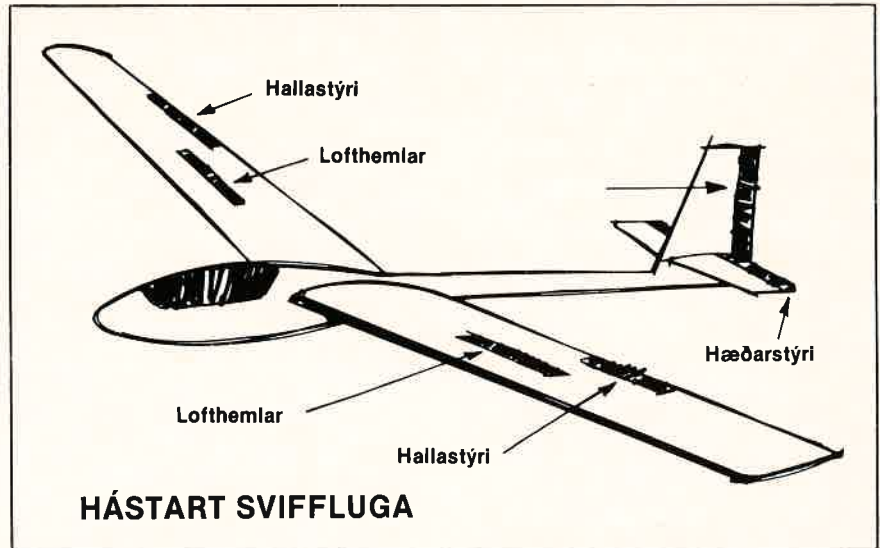 Hallastýri
Lofthemlar
Hæðarstýri
Lofthemlar
Hallastýri
HÁSTART SVIFFLUGA